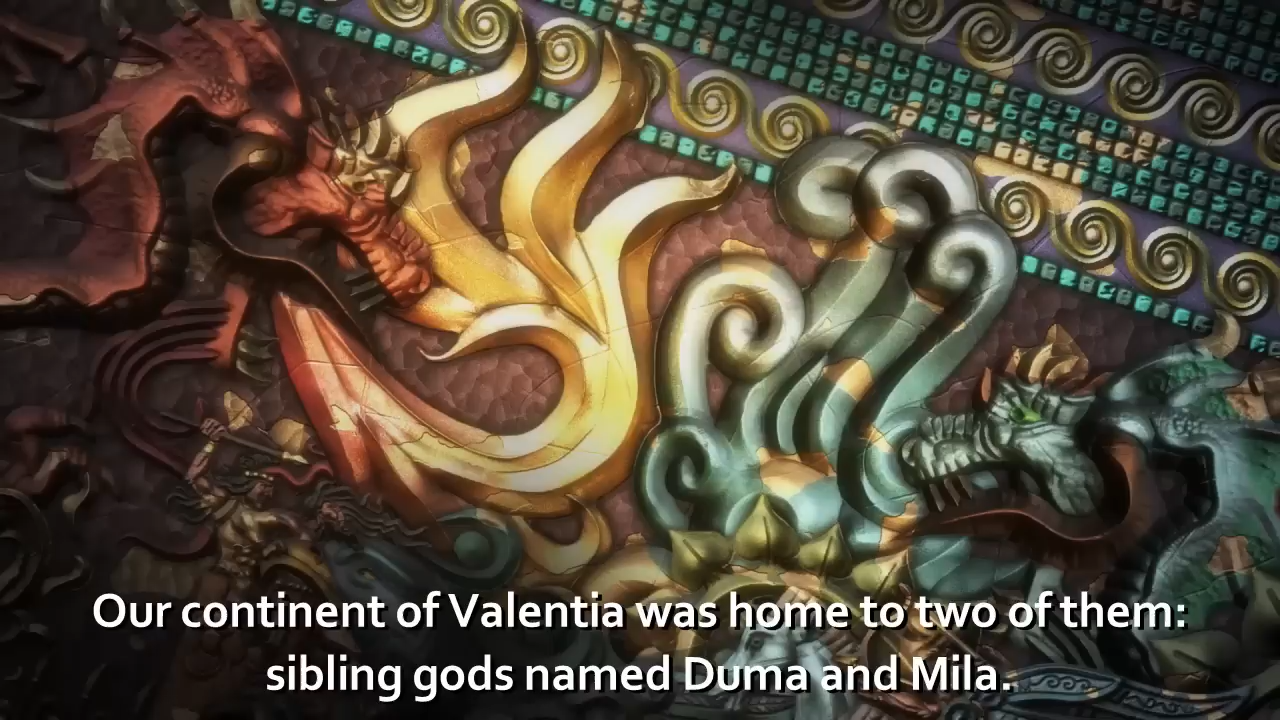 Our continent of Valentia was home to two of them:
sibling gods named Duma and Mila.